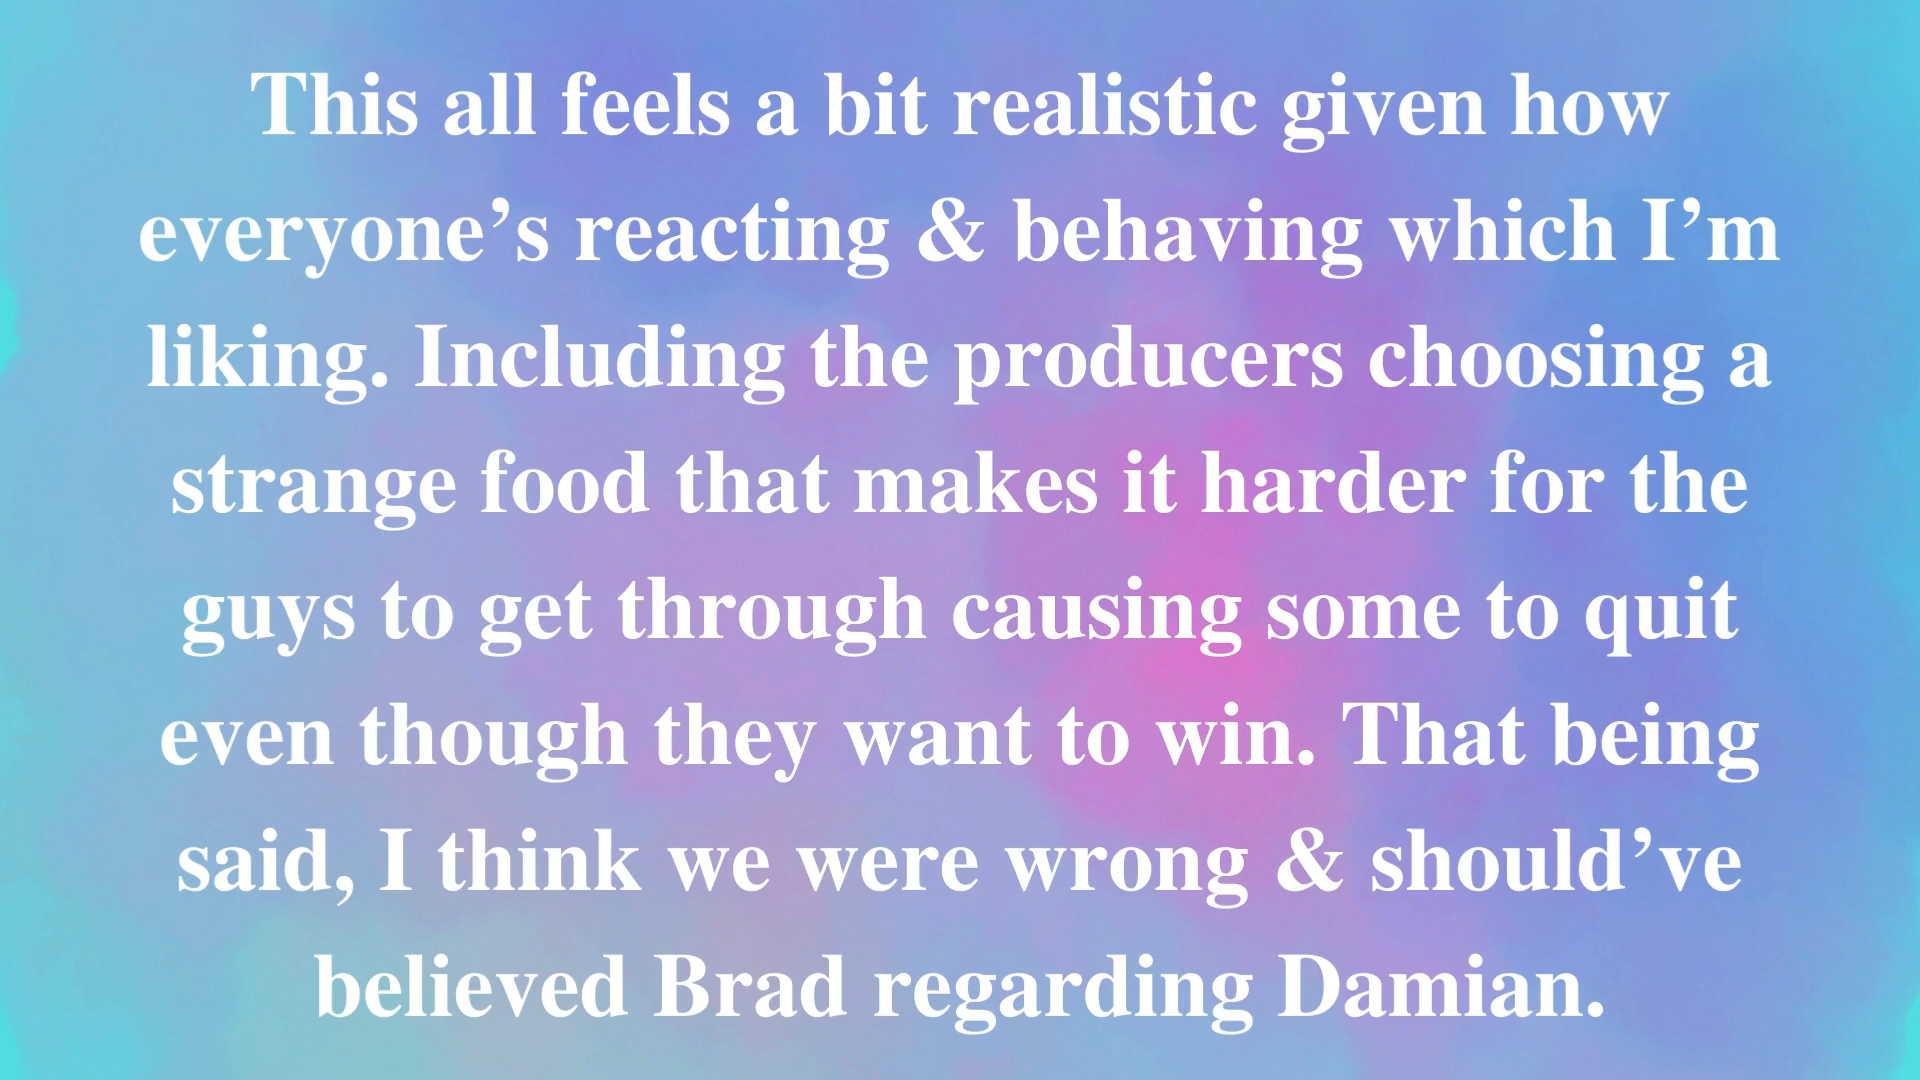 This all feels a bit realistic given how
everyone’s reacting & behaving which I’m
liking. Including the producers choosing a
strange food that makes it harder for the
guys to get through causing some to quit
even though they want to win. That being
said, I think we were wrong & should’ve
believed Brad regarding Damian.